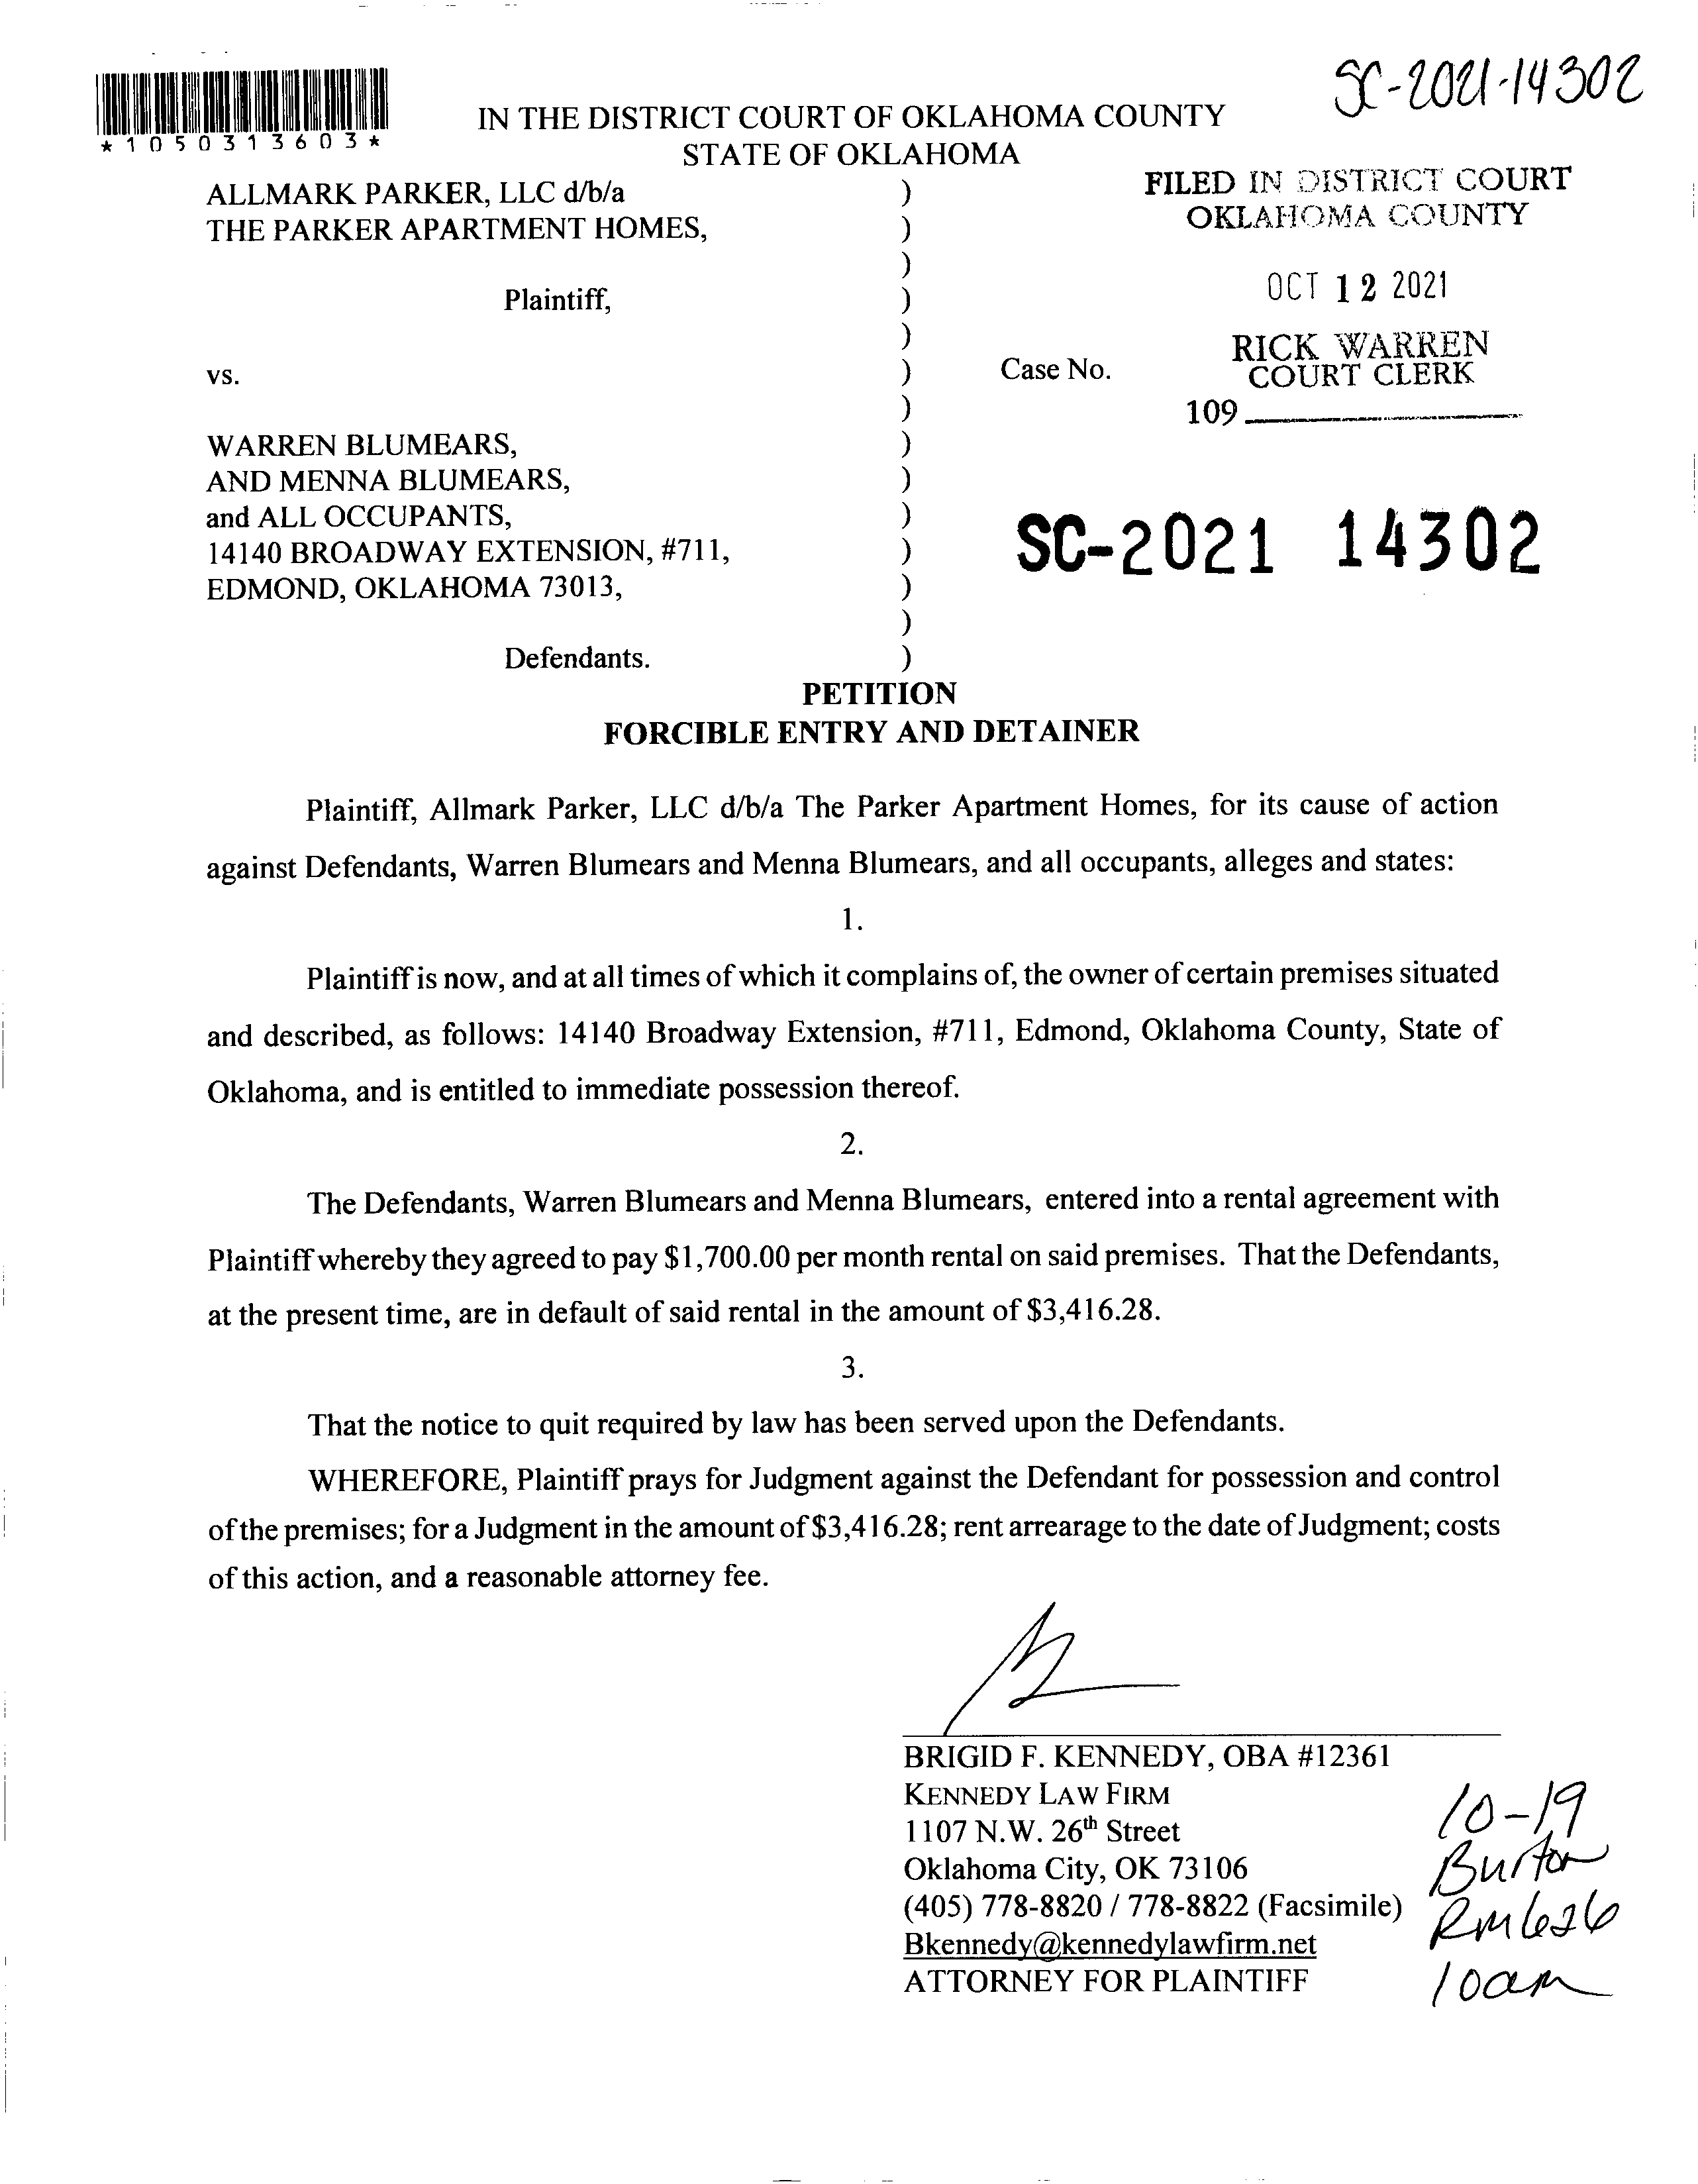 SC-2021-14302
*1050313603*
IN THE DISTRICT COURT OF OKLAHOMA COUNTY
STATE OF OKLAHOMA
FILED IN DISTRICT COURT
OKLAHOMA COUNTY
OCT 12 2021
RICK WARREN
COURT CLERK
109
ALLMARK PARKER, LLC d/b/a )
THE PARKER APARTMENT HOMES, )
)
Plaintiff, )
)
vs. ) Case No.
)
WARREN BLUMEARS, )
AND MENNA BLUMEARS, )
and ALL OCCUPANTS, )
14140 BROADWAY EXTENSION, #711, )
EDMOND, OKLAHOMA 73013, )
)
Defendants. )
SC-2021 14302
PETITION
FORCIBLE ENTRY AND DETAINER
Plaintiff, Allmark Parker, LLC d/b/a The Parker Apartment Homes, for its cause of action
against Defendants, Warren Blumears and Menna Blumears, and all occupants, alleges and states:
1.
Plaintiff is now, and at all times of which it complains of, the owner of certain premises situated
and described, as follows: 14140 Broadway Extension, #711, Edmond, Oklahoma County, State of
Oklahoma, and is entitled to immediate possession thereof.
2.
The Defendants, Warren Blumears and Menna Blumears, entered into a rental agreement with
Plaintiff whereby they agreed to pay $1,700.00 per month rental on said premises. That the Defendants,
at the present time, are in default of said rental in the amount of $3,416.28.
3.
That the notice to quit required by law has been served upon the Defendants.
WHEREFORE, Plaintiff prays for Judgment against the Defendant for possession and control
of the premises; for a Judgment in the amount of $3,416.28; rent arrearage to the date of Judgment; costs
of this action, and a reasonable attorney fee.
BRIGID F. KENNEDY, OBA #12361
KENNEDY LAW FIRM
1107 N.W. 26th Street
Oklahoma City, OK 73106
(405) 778-8820 / 778-8822 (Facsimile)
Bkennedy@kennedylawfirm.net
ATTORNEY FOR PLAINTIFF
10-19
Burton
Rm 626
10am